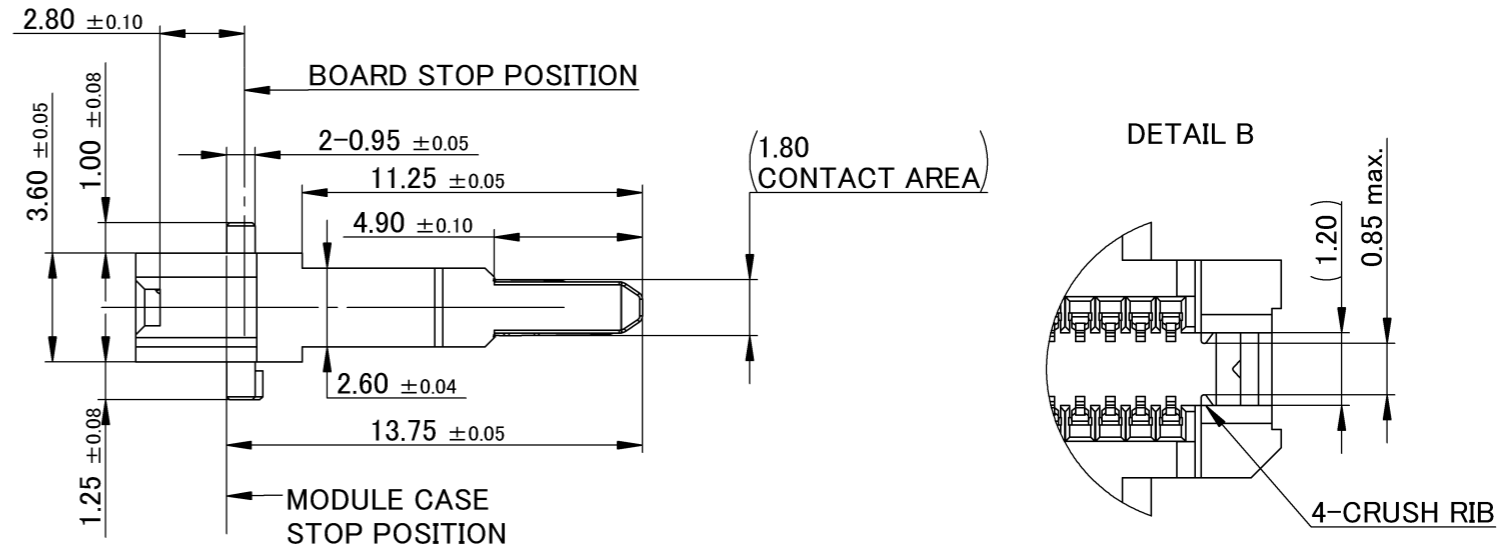 2.80 ±0.10
BOARD STOP POSITION
3.60 ±0.05
1.00 ±0.08
2-0.95 ±0.05
11.25 ±0.05
4.90 ±0.10
(1.80
CONTACT AREA)
2.60 ±0.04
13.75 ±0.05
1.25 ±0.08
MODULE CASE
STOP POSITION
DETAIL B
(1.20)
0.85 max.
4-CRUSH RIB